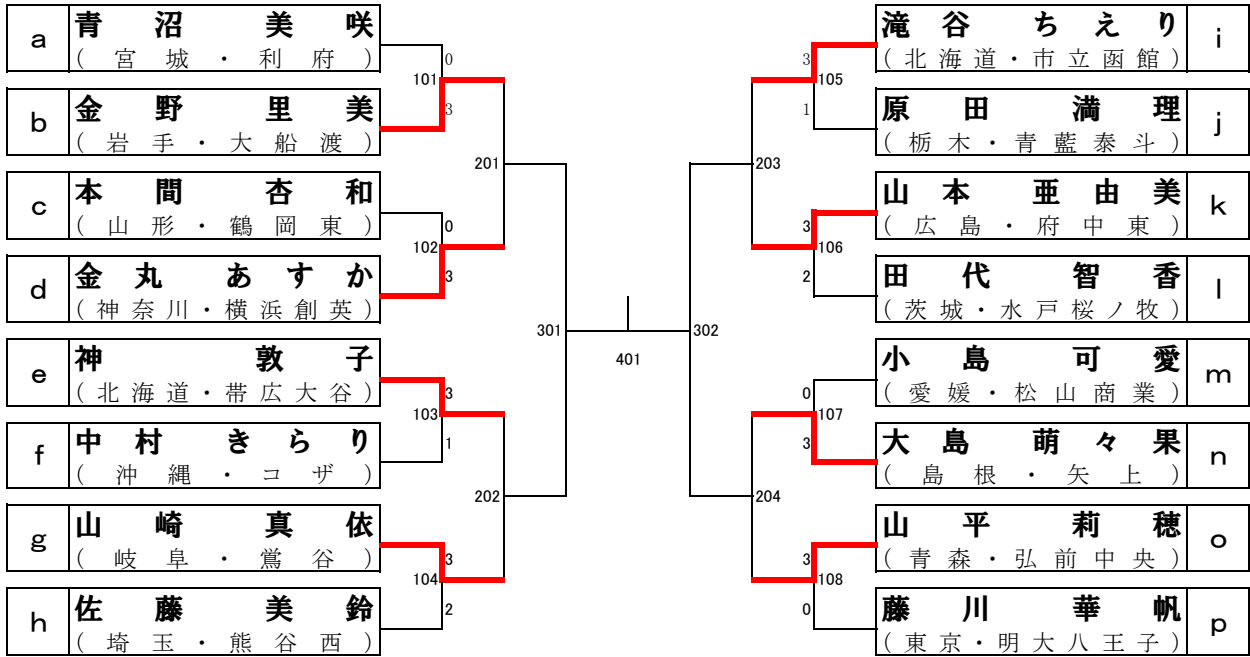 a 青沼 美咲
(宮城・利府)
b 金野 里美
(岩手・大船渡)
c 本間 杏和
(山形・鶴岡東)
d 金丸 あすか
(神奈川・横浜創英)
e 神 敦子
(北海道・帯広大谷)
f 中村 きらり
(沖縄・コザ)
g 山崎 真依
(岐阜・鶯谷)
h 佐藤 美鈴
(埼玉・熊谷西)
0
101
3
0
102
3
3
103
1
3
104
2
201
202
301
401
302
203
204
3
105
1
3
106
2
0
107
3
3
108
0
滝谷 ちえり i
(北海道・市立函館)
原田 満理 j
(栃木・青藍泰斗)
山本 亜由美 k
(広島・府中東)
田代 智香 l
(茨城・水戸桜ノ牧)
小島 可愛 m
(愛媛・松山商業)
大島 萌々果 n
(島根・矢上)
山平 莉穂 o
(青森・弘前中央)
藤川 華帆 p
(東京・明大八王子)